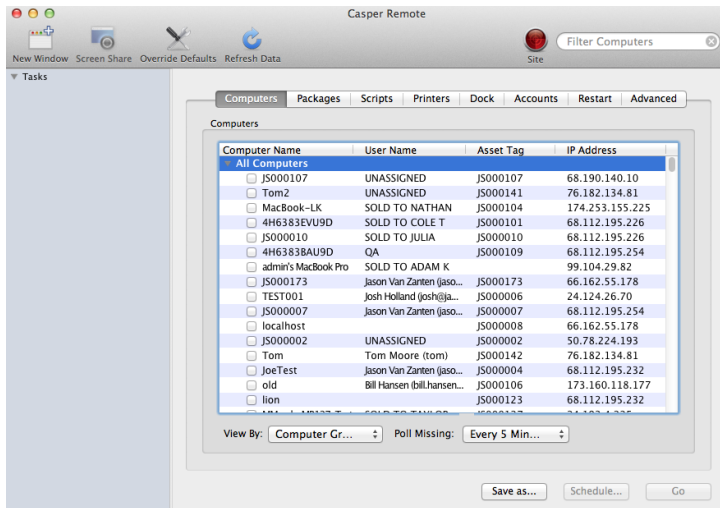 Casper Remote
New Window Screen Share Override Defaults Refresh Data Site Filter Computers
Tasks
Computers Packages Scripts Printers Dock Accounts Restart Advanced
Computers
Computer Name User Name Asset Tag IP Address
All Computers
JS000107 UNASSIGNED JS000107 68.190.140.10
Tom2 UNASSIGNED JS000141 76.182.134.81
MacBook-LK SOLD TO NATHAN JS000104 174.253.155.225
4H6383EVU9D SOLD TO COLE T JS000101 68.112.195.226
JS000010 SOLD TO JULIA JS000010 68.112.195.226
4H6383BAU9D QA JS000109 68.112.195.254
admin's MacBook Pro SOLD TO ADAM K 99.104.29.82
JS000173 Jason Van Zanten (jaso... JS000173 66.162.55.178
TEST001 Josh Holland (josh@ja... JS000006 24.124.26.70
JS000007 Jason Van Zanten (jaso... JS000007 68.112.195.254
localhost JS000008 66.162.55.178
JS000002 UNASSIGNED JS000002 50.78.224.193
Tom Tom Moore (tom) JS000142 76.182.134.81
JoeTest Jason Van Zanten (jaso... JS000004 68.112.195.232
old Bill Hansen (bill.hansen... JS000106 173.160.118.177
lion JS000123 68.112.195.232
View By: Computer Gr... Poll Missing: Every 5 Min...
Save as... Schedule... Go